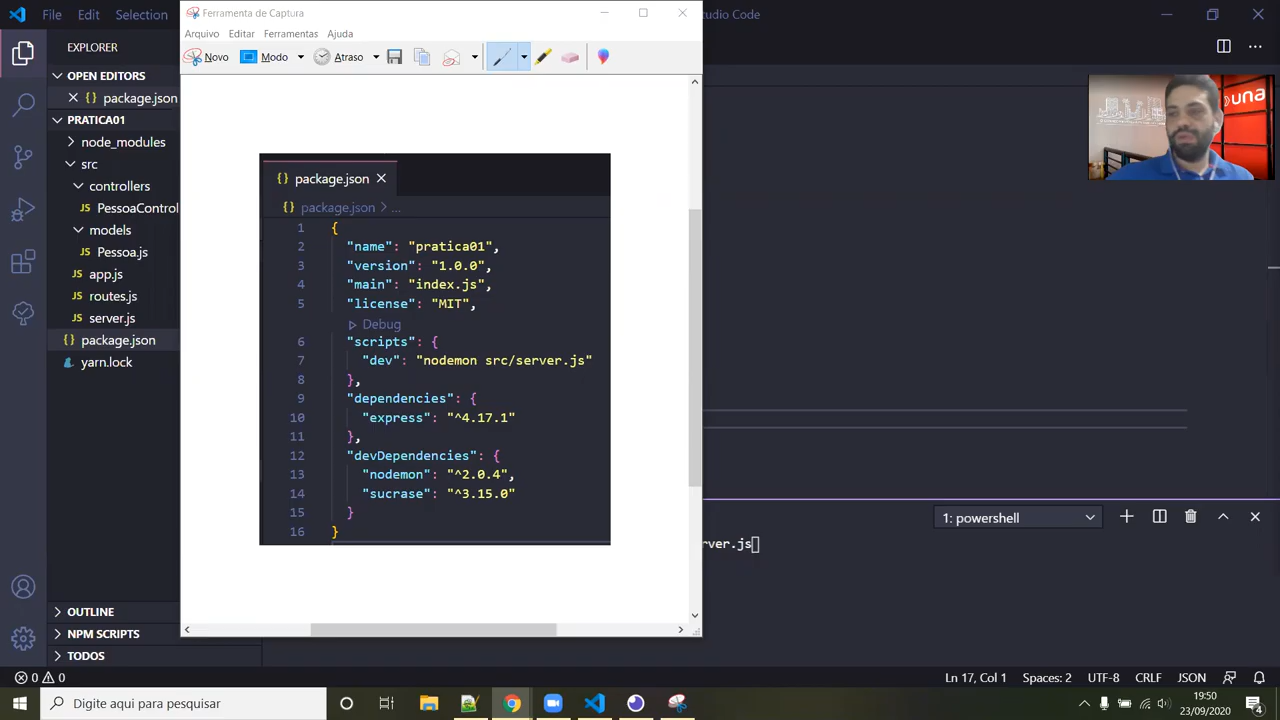 File Edit Selection
Ferramenta de Captura
tudio Code
Arquivo Editar Ferramentas Ajuda
Novo Modo Atraso
EXPLORER
OPEN EDITORS
package.json
PRATICA01
node_modules
src
controllers
PessoaControl
models
Pessoa.js
app.js
routes.js
server.js
package.json
yarn.lock
OUTLINE
NPM SCRIPTS
TODOS
{} package.json
{} package.json > ...
1 {
2 "name": "pratica01",
3 "version": "1.0.0",
4 "main": "index.js",
5 "license": "MIT",
Debug
6 "scripts": {
7 "dev": "nodemon src/server.js"
8 },
9 "dependencies": {
10 "express": "^4.17.1"
11 },
12 "devDependencies": {
13 "nodemon": "^2.0.4",
14 "sucrase": "^3.15.0"
15 }
16 }
una
1: powershell
rver.js
0 0
Ln 17, Col 1 Spaces: 2 UTF-8 CRLF JSON
Digite aqui para pesquisar
19:50
23/09/2020
4